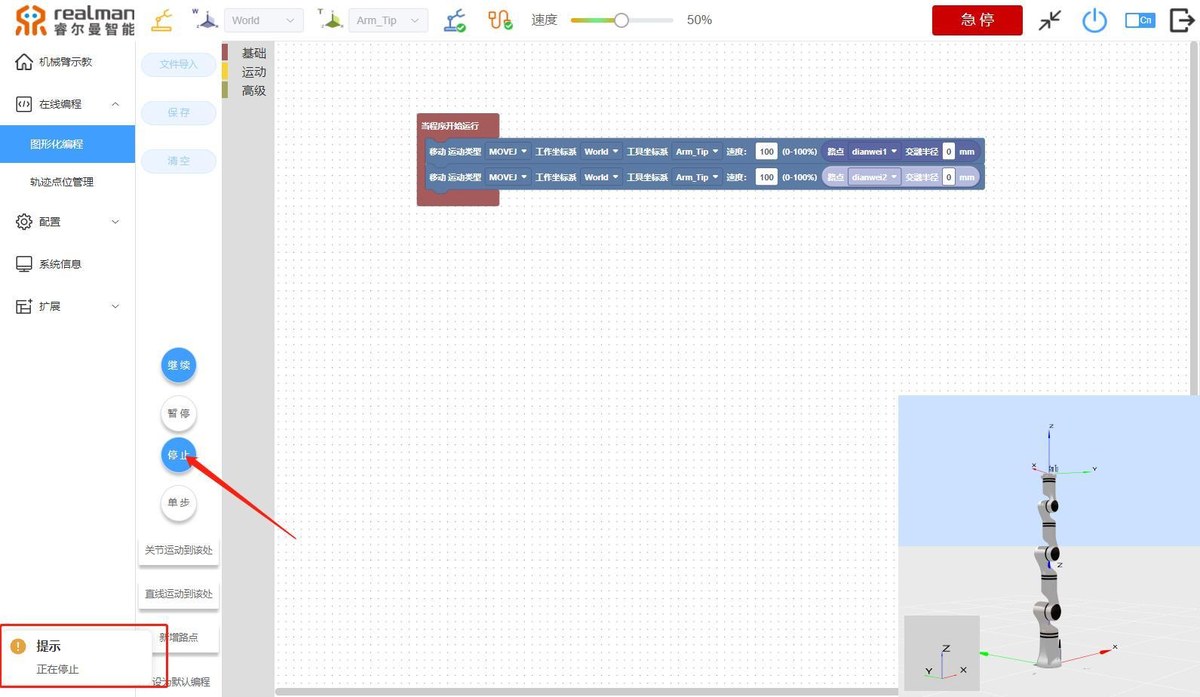 realman
睿尔曼智能
W
World
T
Arm_Tip
速度
50%
急停
Cn
机械臂示教
在线编程
图形化编程
轨迹点位管理
配置
系统信息
扩展
文件导入
保存
清空
基础
运动
高级
当程序开始运行
移动 运动类型 MOVEJ 工作坐标系 World 工具坐标系 Arm_Tip 速度: 100 (0-100%) 路点 dianwei1 交融半径 0 mm
移动 运动类型 MOVEJ 工作坐标系 World 工具坐标系 Arm_Tip 速度: 100 (0-100%) 路点 dianwei2 交融半径 0 mm
继续
暂停
停止
单步
关节运动到该处
直线运动到该处
新增路点
设为默认编程
提示
正在停止
Z
X
Y
Z
X
Z
Y
X